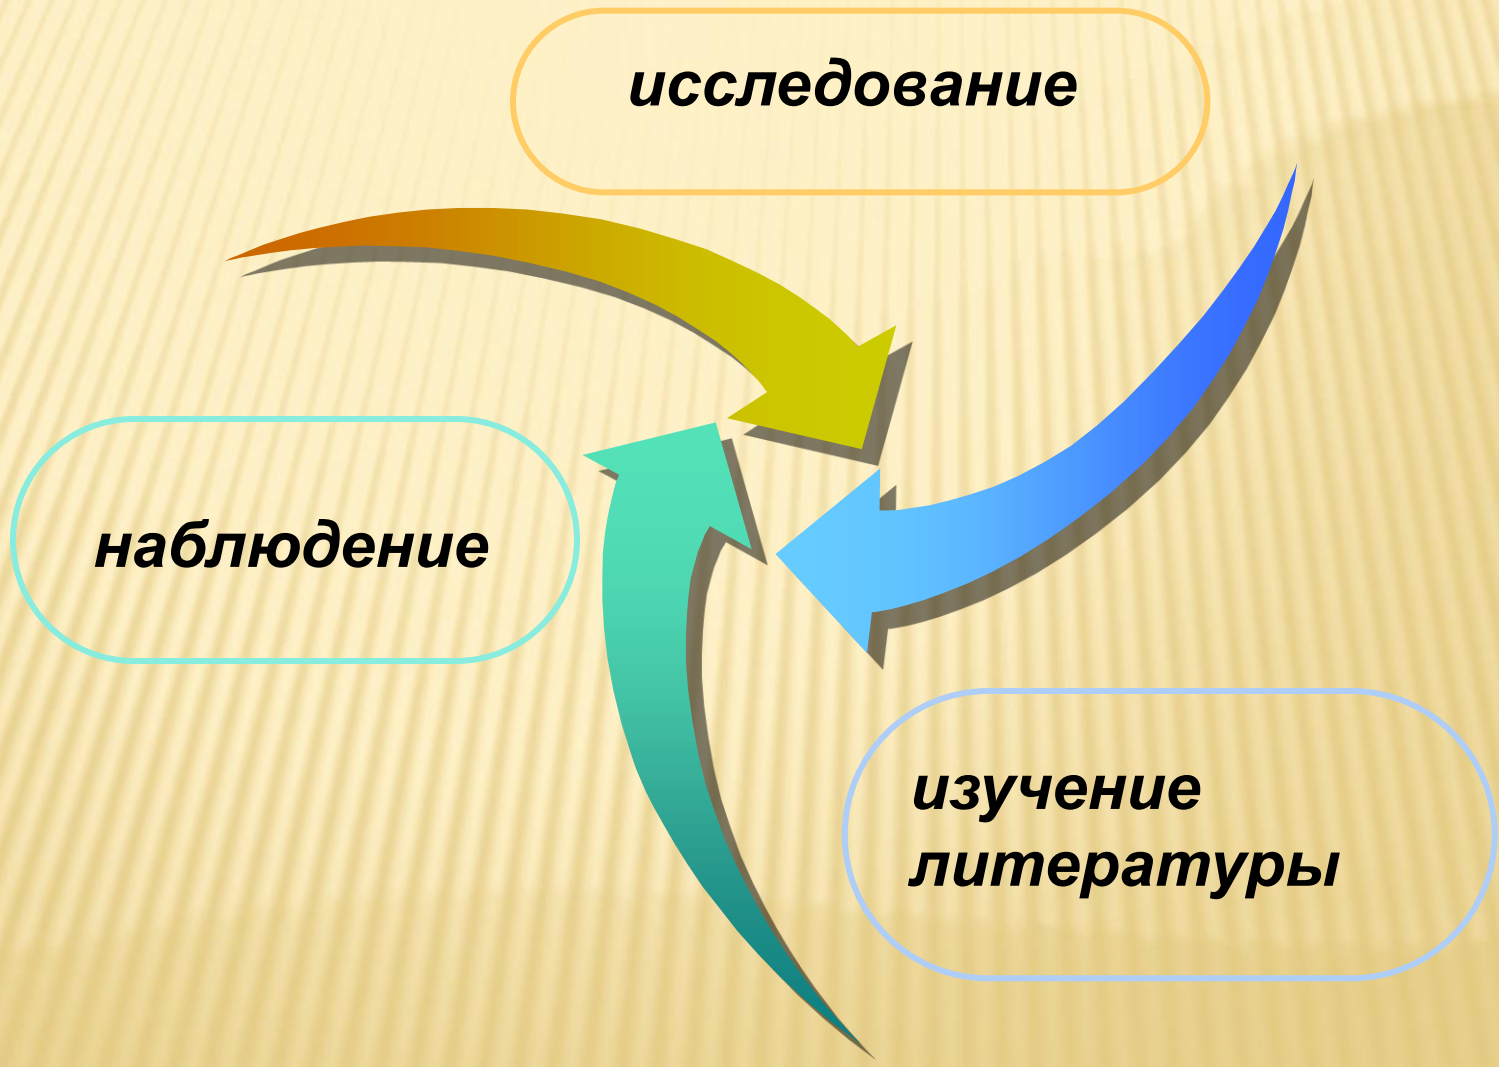 исследование
наблюдение
изучение
литературы